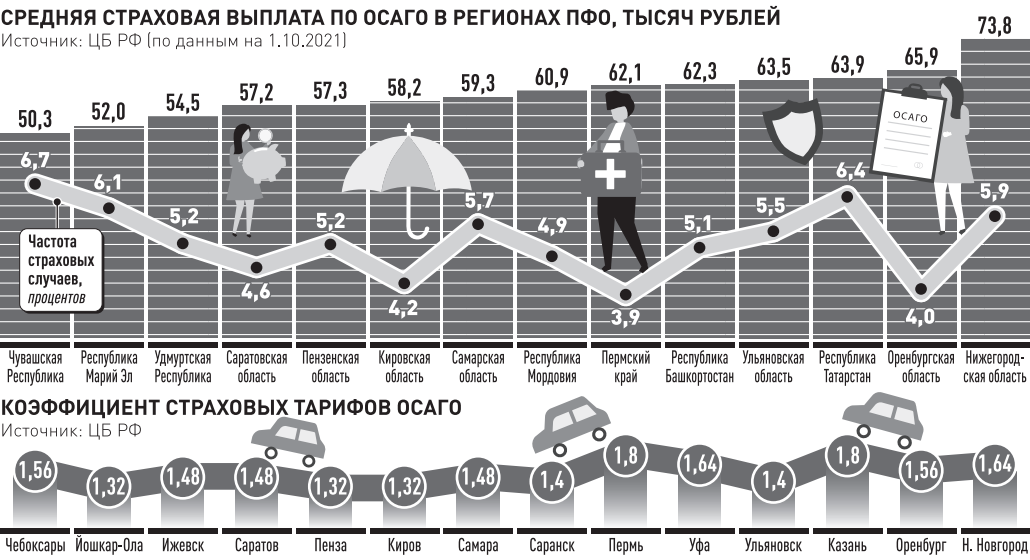 СРЕДНЯЯ СТРАХОВАЯ ВЫПЛАТА ПО ОСАГО В РЕГИОНАХ ПФО, ТЫСЯЧ РУБЛЕЙ
Источник: ЦБ РФ (по данным на 1.10.2021)
50,3 52,0 54,5 57,2 57,3 58,2 59,3 60,9 62,1 62,3 63,5 63,9 65,9 73,8
ОСАГО
6,7 6,1 5,2 4,6 5,2 4,2 5,7 4,9 3,9 5,1 5,5 6,4 4,0 5,9
Частота
страховых
случаев,
процентов
Чувашская
Республика
Республика
Марий Эл
Удмуртская
Республика
Саратовская
область
Пензенская
область
Кировская
область
Самарская
область
Республика
Мордовия
Пермский
край
Республика
Башкортостан
Ульяновская
область
Республика
Татарстан
Оренбургская
область
Нижегород-
ская область
КОЭФФИЦИЕНТ СТРАХОВЫХ ТАРИФОВ ОСАГО
Источник: ЦБ РФ
1,56 1,32 1,48 1,48 1,32 1,32 1,48 1,4 1,8 1,64 1,4 1,8 1,56 1,64
Чебоксары Йошкар-Ола Ижевск Саратов Пенза Киров Самара Саранск Пермь Уфа Ульяновск Казань Оренбург Н. Новгород